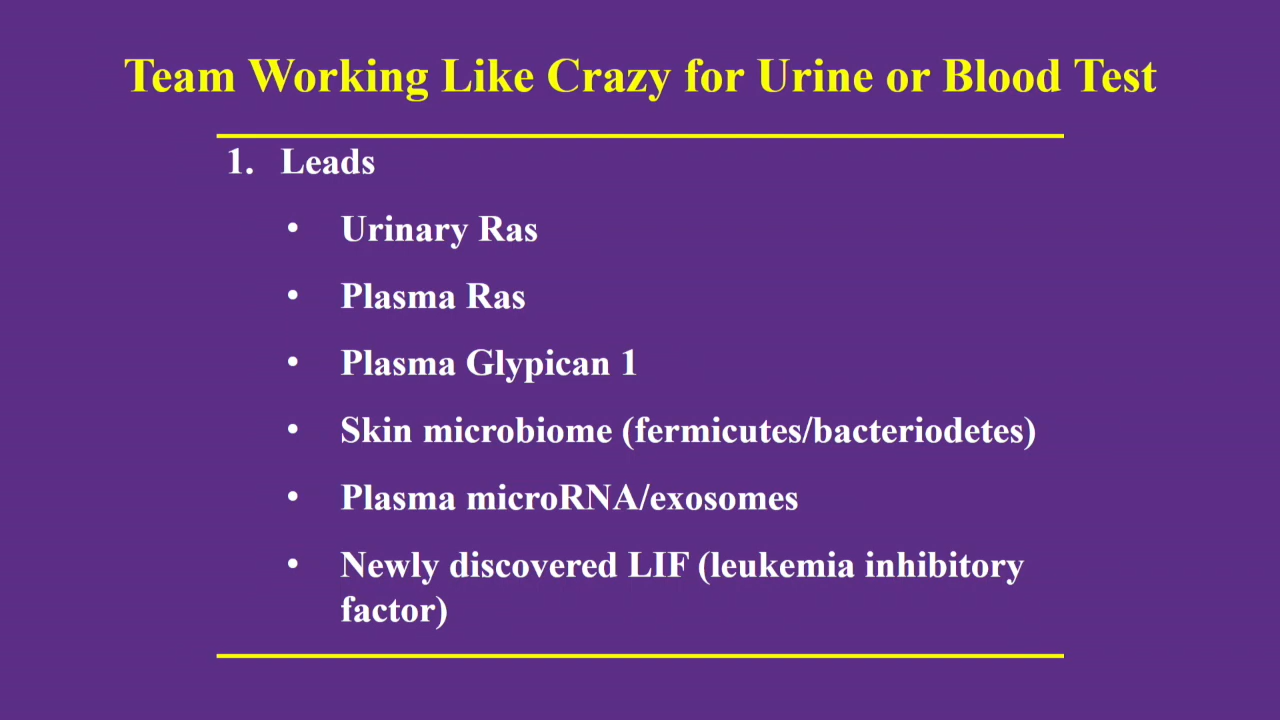 Team Working Like Crazy for Urine or Blood Test
1. Leads
• Urinary Ras
• Plasma Ras
• Plasma Glypican 1
• Skin microbiome (fermicutes/bacteriodetes)
• Plasma microRNA/exosomes
• Newly discovered LIF (leukemia inhibitory
factor)